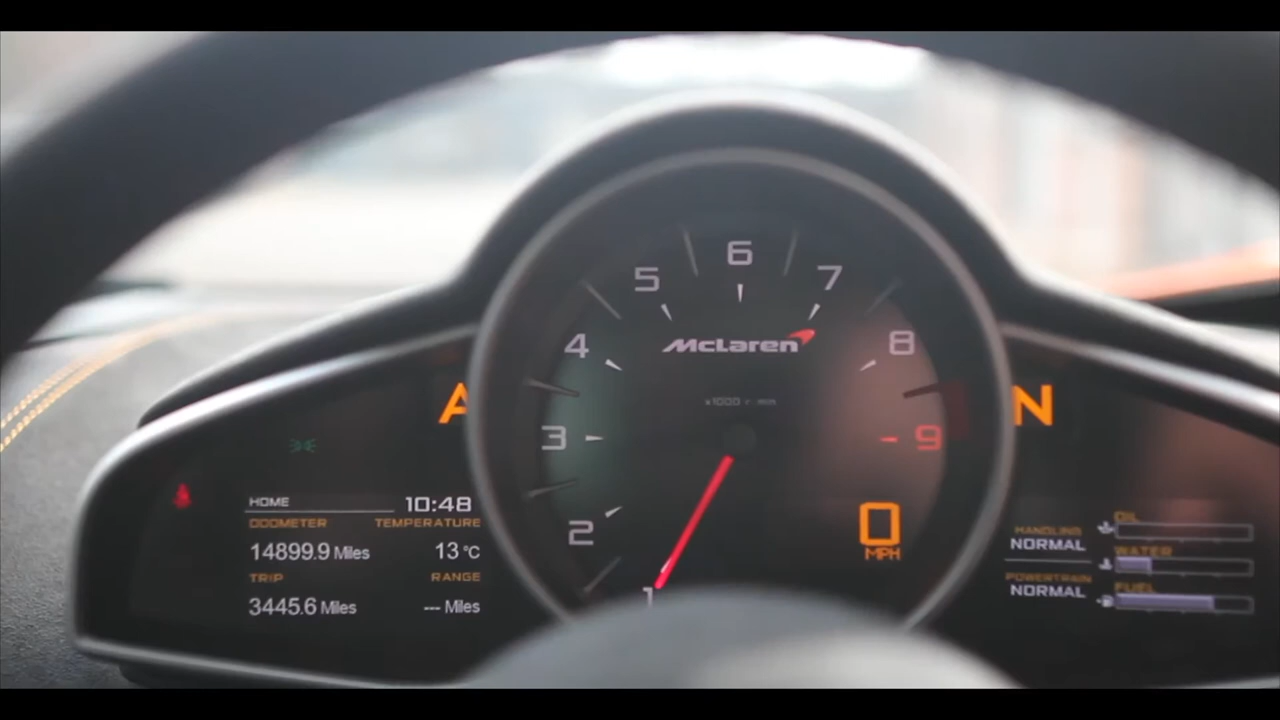 6
5
7
4
McLaren
8
x1000 r/min
A
N
3
9
HOME 10:48
ODOMETER TEMPERATURE
14899.9 Miles 13 °C
TRIP RANGE
3445.6 Miles --- Miles
2
0
MPH
1
HANDLING
NORMAL
POWERTRAIN
NORMAL
OIL
WATER
FUEL